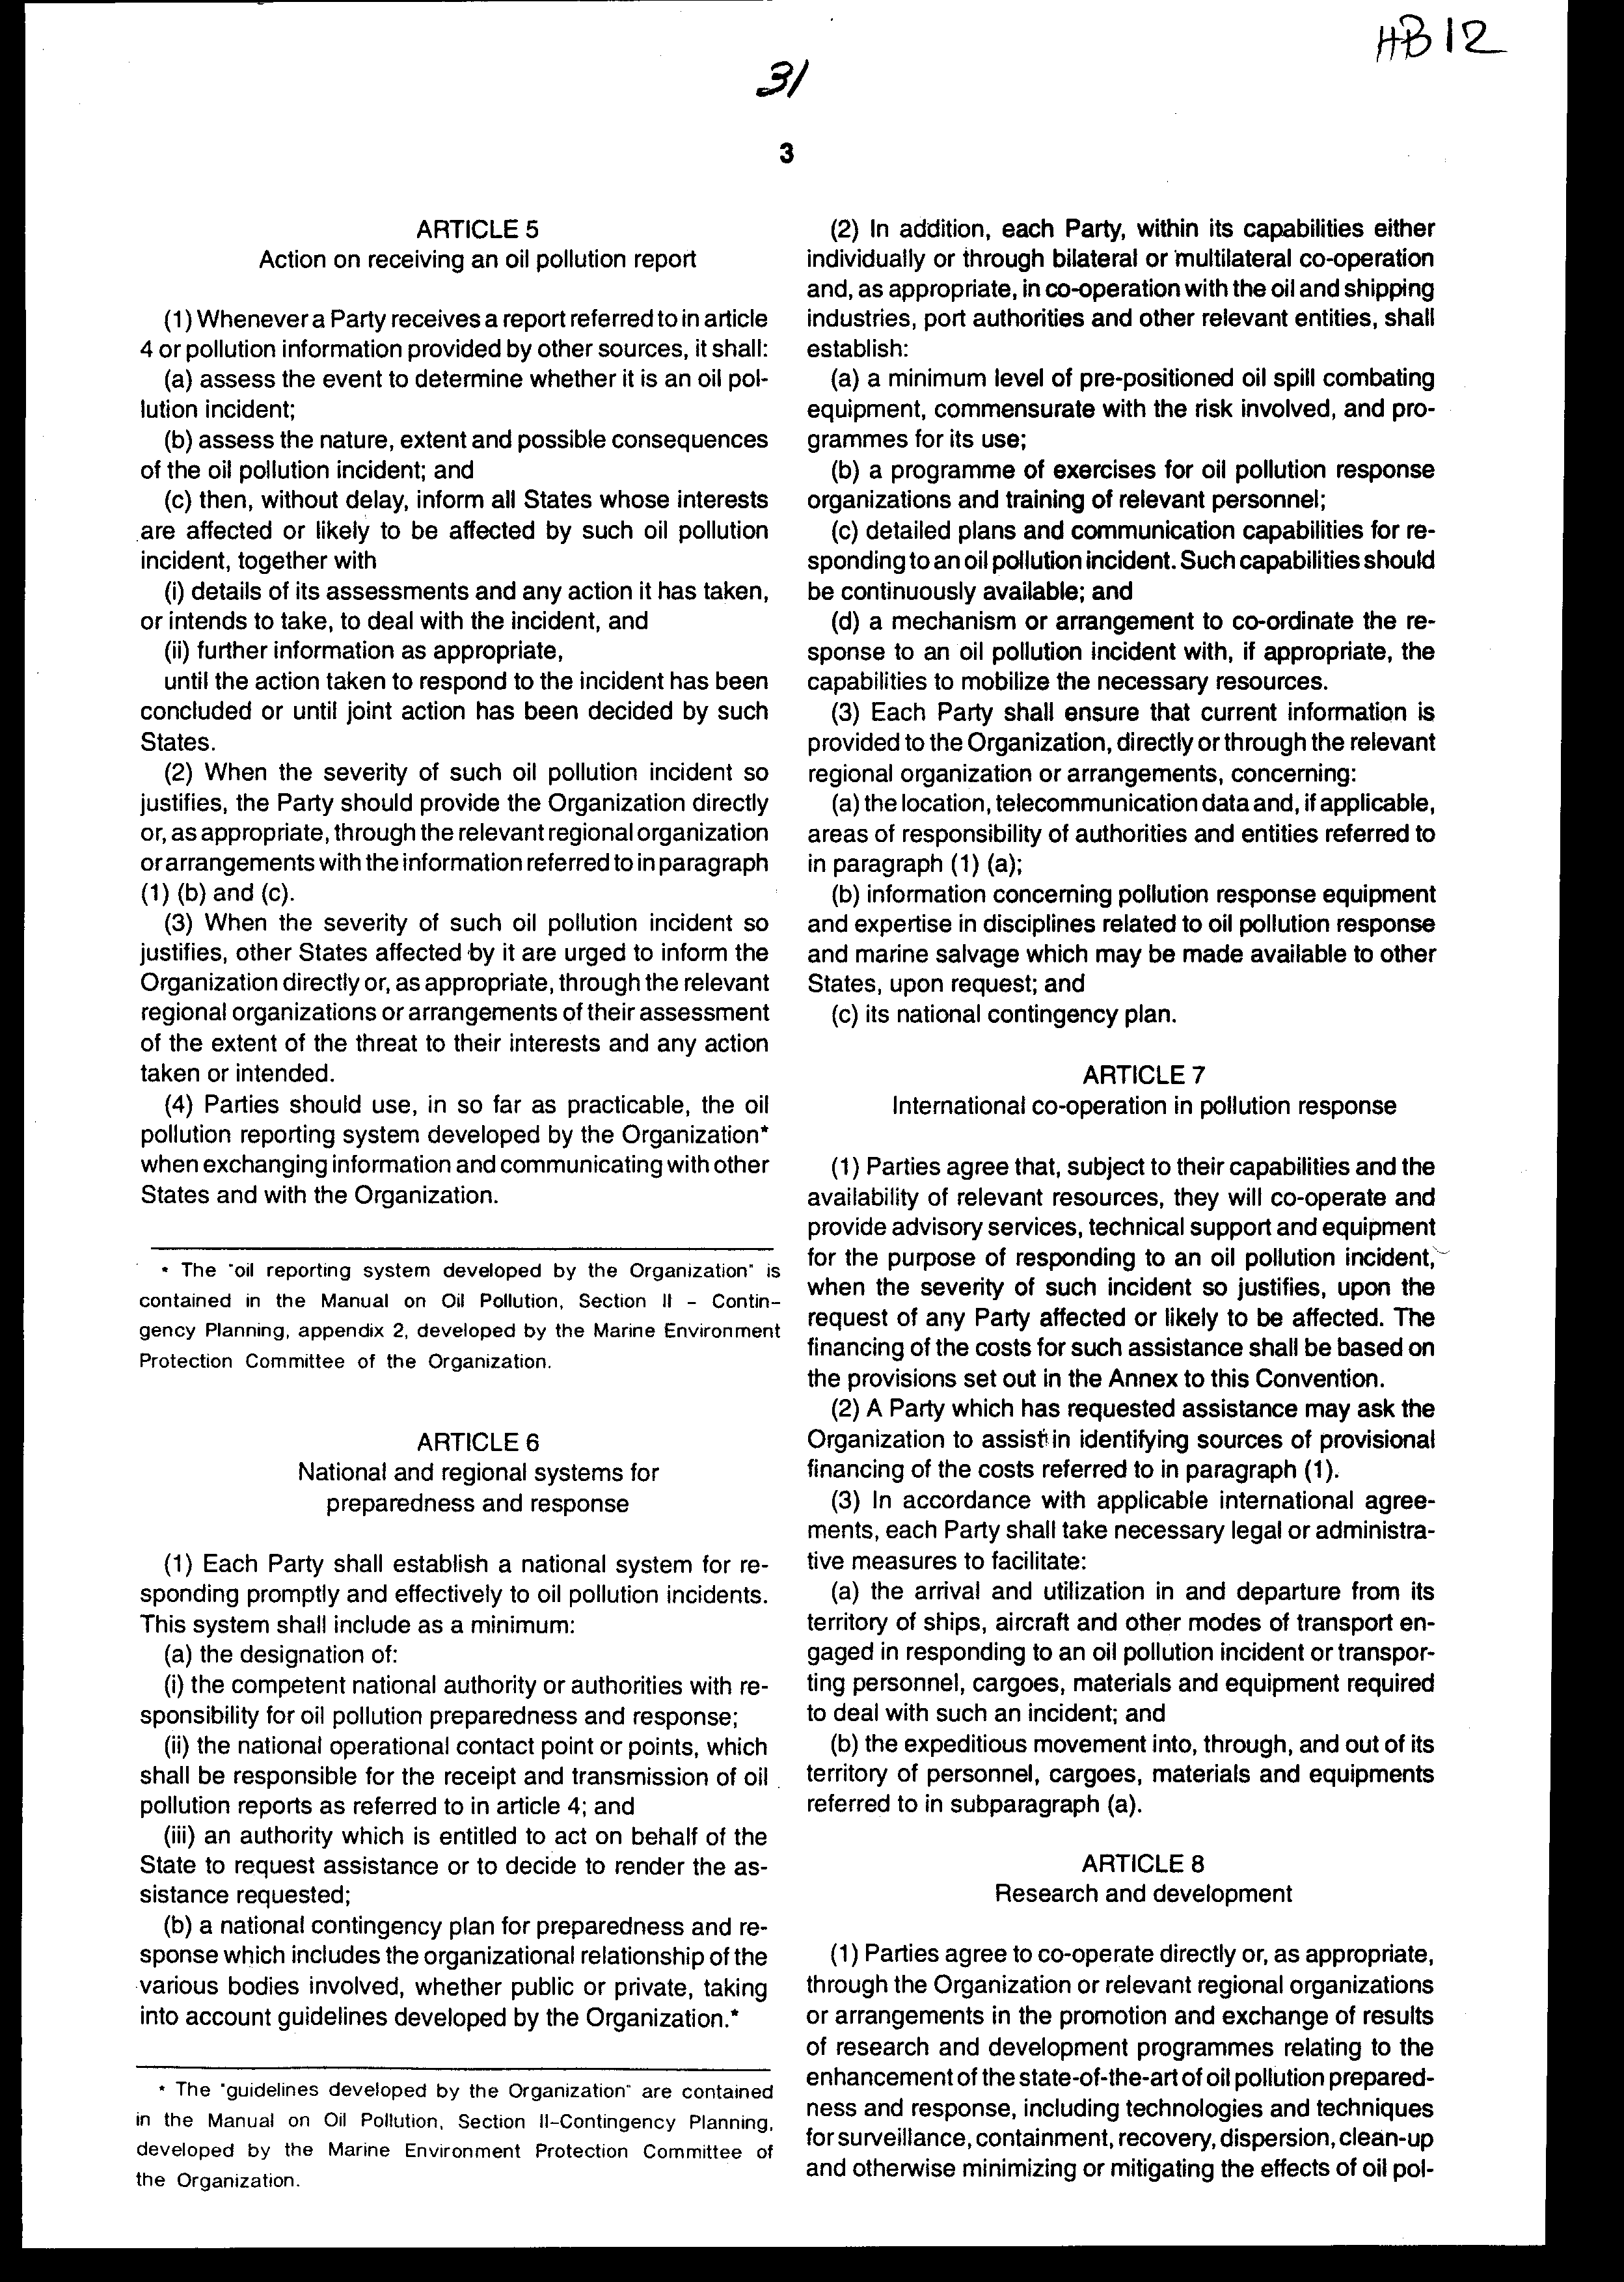 HB 12
31
3
ARTICLE 5
Action on receiving an oil pollution report
(1) Whenever a Party receives a report referred to in article
4 or pollution information provided by other sources, it shall:
(a) assess the event to determine whether it is an oil pol-
lution incident;
(b) assess the nature, extent and possible consequences
of the oil pollution incident; and
(c) then, without delay, inform all States whose interests
are affected or likely to be affected by such oil pollution
incident, together with
(i) details of its assessments and any action it has taken,
or intends to take, to deal with the incident, and
(ii) further information as appropriate,
until the action taken to respond to the incident has been
concluded or until joint action has been decided by such
States.
(2) When the severity of such oil pollution incident so
justifies, the Party should provide the Organization directly
or, as appropriate, through the relevant regional organization
or arrangements with the information referred to in paragraph
(1) (b) and (c).
(3) When the severity of such oil pollution incident so
justifies, other States affected by it are urged to inform the
Organization directly or, as appropriate, through the relevant
regional organizations or arrangements of their assessment
of the extent of the threat to their interests and any action
taken or intended.
(4) Parties should use, in so far as practicable, the oil
pollution reporting system developed by the Organization*
when exchanging information and communicating with other
States and with the Organization.
* The "oil reporting system developed by the Organization" is
contained in the Manual on Oil Pollution, Section II - Contin-
gency Planning, appendix 2, developed by the Marine Environment
Protection Committee of the Organization.
ARTICLE 6
National and regional systems for
preparedness and response
(1) Each Party shall establish a national system for re-
sponding promptly and effectively to oil pollution incidents.
This system shall include as a minimum:
(a) the designation of:
(i) the competent national authority or authorities with re-
sponsibility for oil pollution preparedness and response;
(ii) the national operational contact point or points, which
shall be responsible for the receipt and transmission of oil
pollution reports as referred to in article 4; and
(iii) an authority which is entitled to act on behalf of the
State to request assistance or to decide to render the as-
sistance requested;
(b) a national contingency plan for preparedness and re-
sponse which includes the organizational relationship of the
various bodies involved, whether public or private, taking
into account guidelines developed by the Organization.*
* The "guidelines developed by the Organization" are contained
in the Manual on Oil Pollution, Section II-Contingency Planning,
developed by the Marine Environment Protection Committee of
the Organization.
(2) In addition, each Party, within its capabilities either
individually or through bilateral or multilateral co-operation
and, as appropriate, in co-operation with the oil and shipping
industries, port authorities and other relevant entities, shall
establish:
(a) a minimum level of pre-positioned oil spill combating
equipment, commensurate with the risk involved, and pro-
grammes for its use;
(b) a programme of exercises for oil pollution response
organizations and training of relevant personnel;
(c) detailed plans and communication capabilities for re-
sponding to an oil pollution incident. Such capabilities should
be continuously available; and
(d) a mechanism or arrangement to co-ordinate the re-
sponse to an oil pollution incident with, if appropriate, the
capabilities to mobilize the necessary resources.
(3) Each Party shall ensure that current information is
provided to the Organization, directly or through the relevant
regional organization or arrangements, concerning:
(a) the location, telecommunication data and, if applicable,
areas of responsibility of authorities and entities referred to
in paragraph (1) (a);
(b) information concerning pollution response equipment
and expertise in disciplines related to oil pollution response
and marine salvage which may be made available to other
States, upon request; and
(c) its national contingency plan.
ARTICLE 7
International co-operation in pollution response
(1) Parties agree that, subject to their capabilities and the
availability of relevant resources, they will co-operate and
provide advisory services, technical support and equipment
for the purpose of responding to an oil pollution incident,
when the severity of such incident so justifies, upon the
request of any Party affected or likely to be affected. The
financing of the costs for such assistance shall be based on
the provisions set out in the Annex to this Convention.
(2) A Party which has requested assistance may ask the
Organization to assist in identifying sources of provisional
financing of the costs referred to in paragraph (1).
(3) In accordance with applicable international agree-
ments, each Party shall take necessary legal or administra-
tive measures to facilitate:
(a) the arrival and utilization in and departure from its
territory of ships, aircraft and other modes of transport en-
gaged in responding to an oil pollution incident or transpor-
ting personnel, cargoes, materials and equipment required
to deal with such an incident; and
(b) the expeditious movement into, through, and out of its
territory of personnel, cargoes, materials and equipments
referred to in subparagraph (a).
ARTICLE 8
Research and development
(1) Parties agree to co-operate directly or, as appropriate,
through the Organization or relevant regional organizations
or arrangements in the promotion and exchange of results
of research and development programmes relating to the
enhancement of the state-of-the-art of oil pollution prepared-
ness and response, including technologies and techniques
for surveillance, containment, recovery, dispersion, clean-up
and otherwise minimizing or mitigating the effects of oil pol-